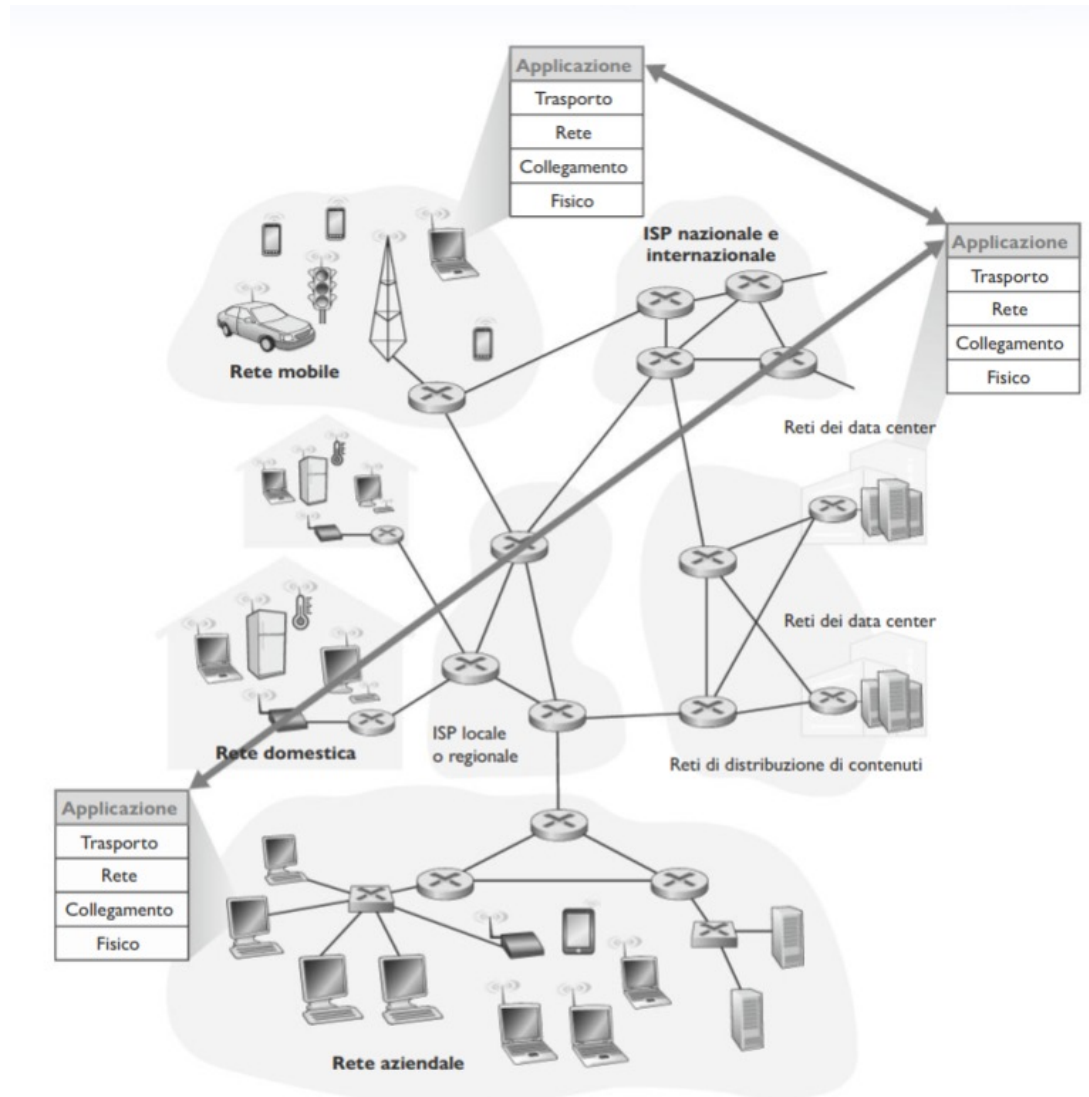 Applicazione
Trasporto
Rete
Collegamento
Fisico
ISP nazionale e
internazionale
Applicazione
Trasporto
Rete
Collegamento
Fisico
Rete mobile
Reti dei data center
Reti dei data center
ISP locale
o regionale
Rete domestica
Reti di distribuzione di contenuti
Applicazione
Trasporto
Rete
Collegamento
Fisico
Rete aziendale